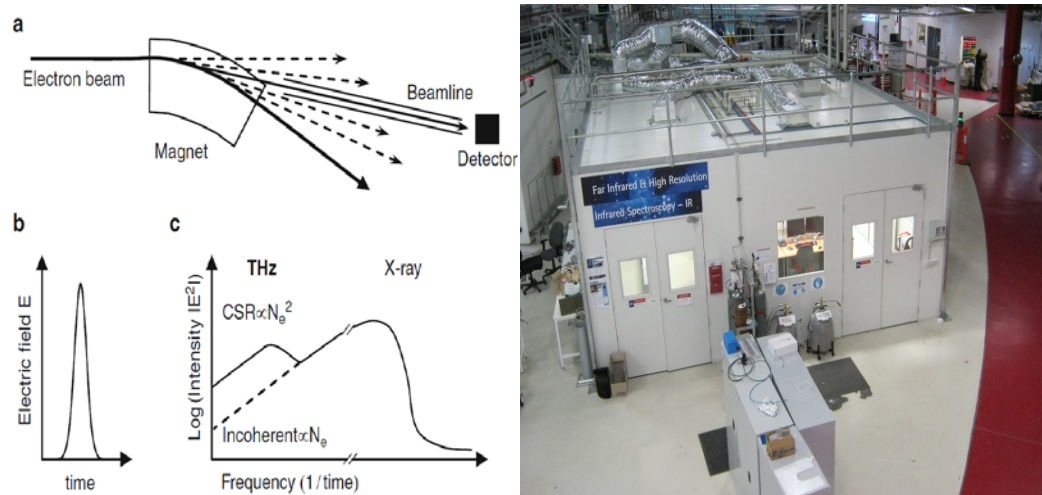 a
Electron beam
Beamline
Magnet
Detector
b
Electric field E
time
c
THz
X-ray
CSR∝Nₑ²
Incoherent∝Nₑ
Log (Intensity |E²|)
Frequency (1/time)
Far Infrared & High Resolution
Infrared Spectroscopy – IR